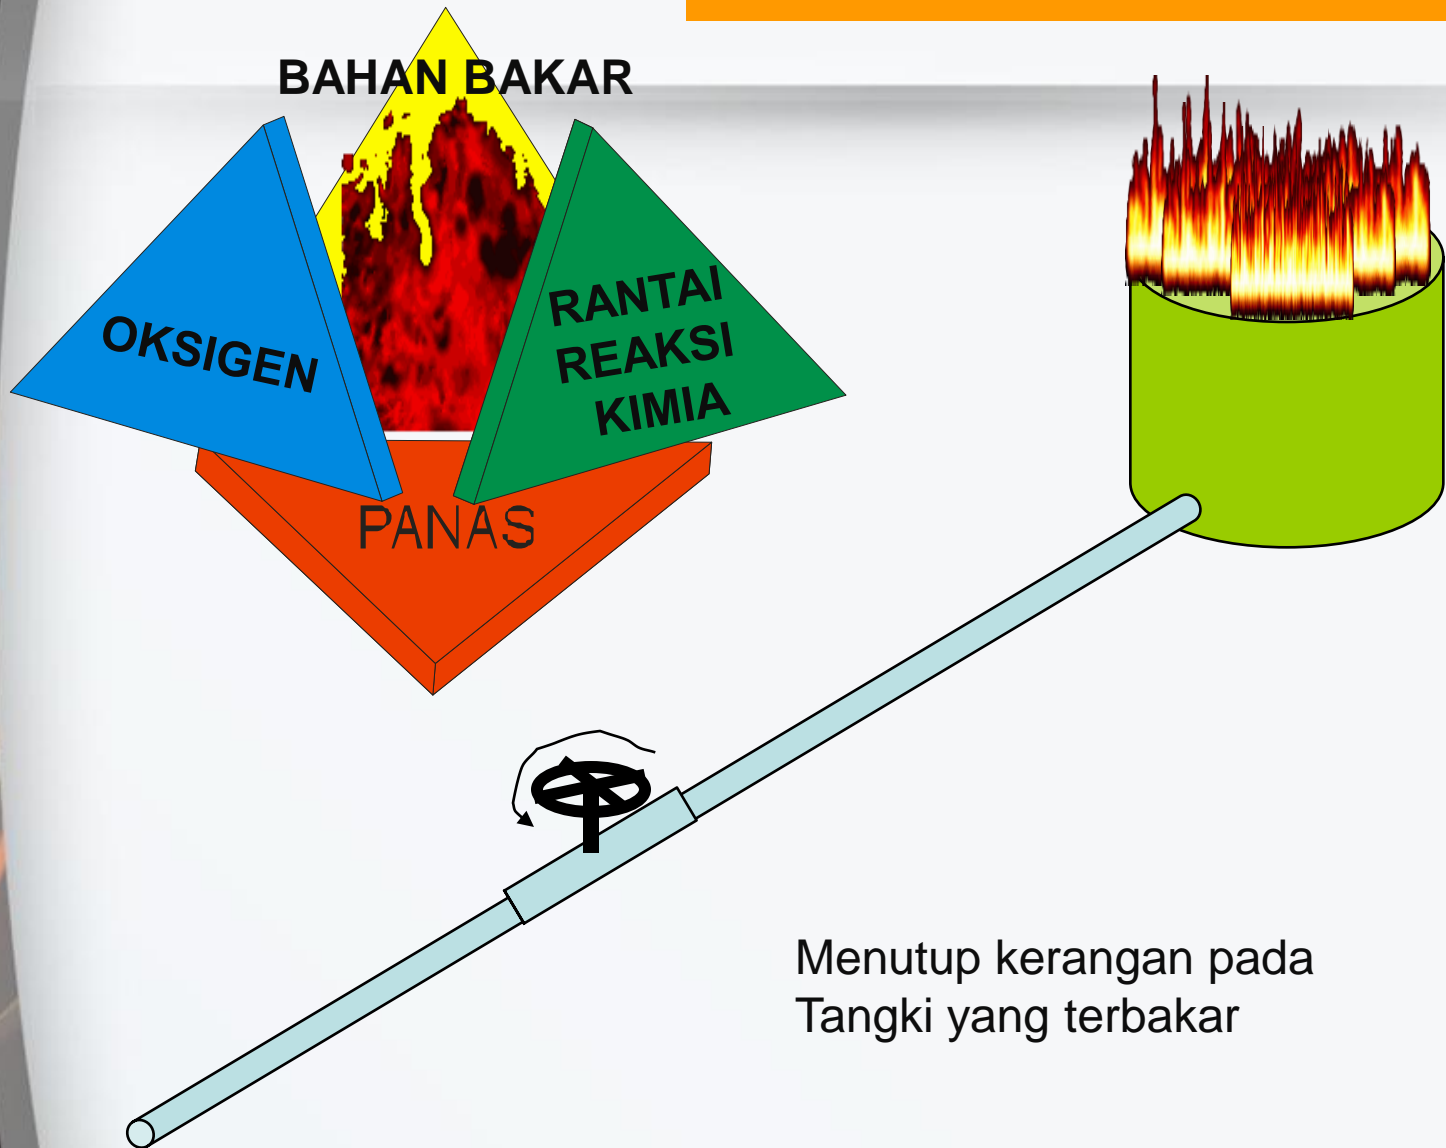 BAHAN BAKAR
OKSIGEN
RANTAI
REAKSI
KIMIA
PANAS
Menutup kerangan pada
Tangki yang terbakar